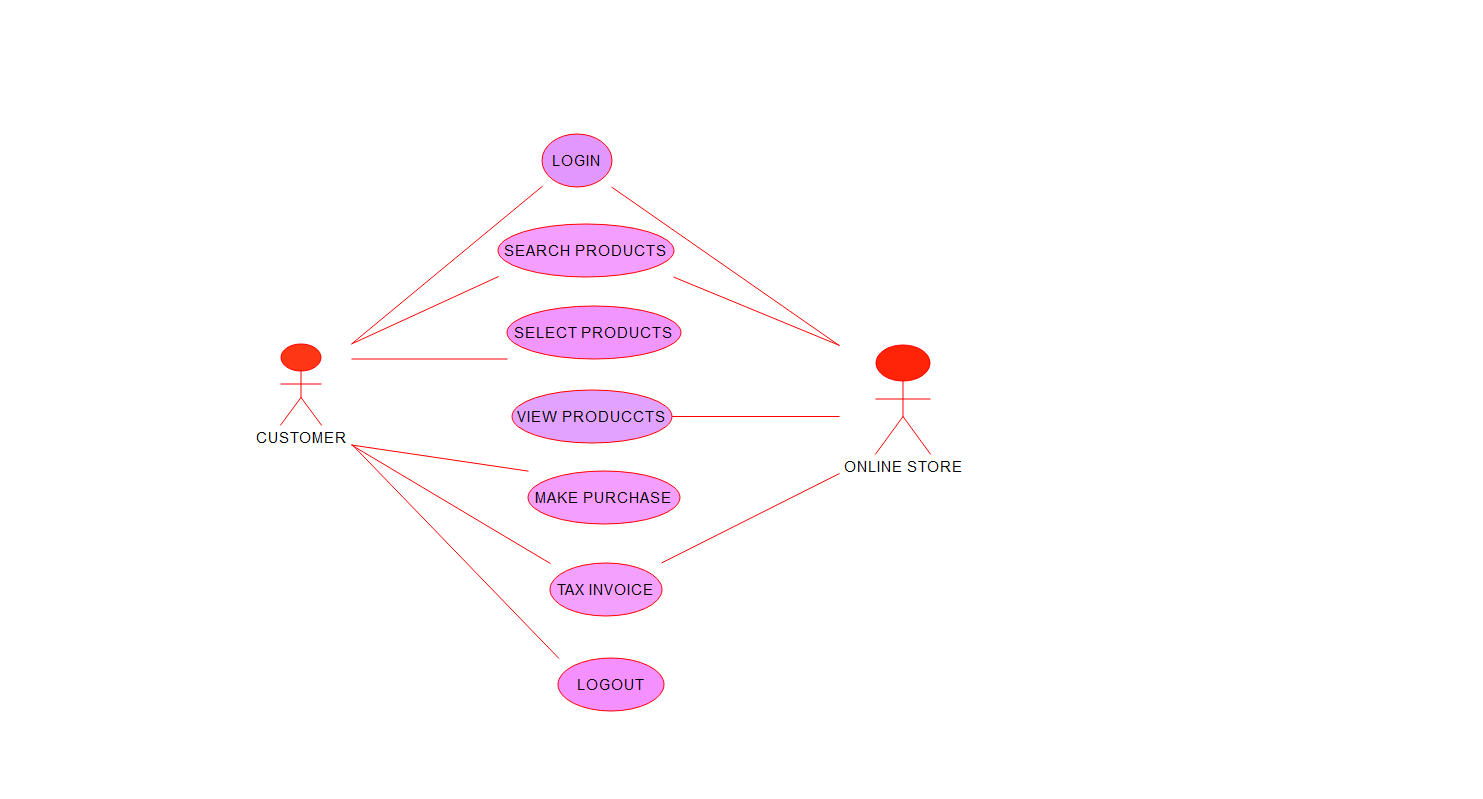 LOGIN
SEARCH PRODUCTS
SELECT PRODUCTS
VIEW PRODUCCTS
CUSTOMER
ONLINE STORE
MAKE PURCHASE
TAX INVOICE
LOGOUT